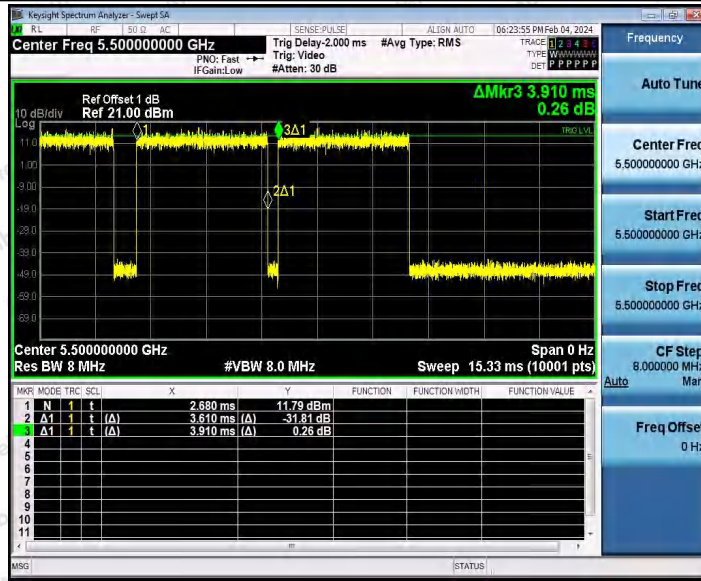 Keysight Spectrum Analyzer - Swept SA
RL RF 50 Ω AC SENSE:PULSE ALIGN AUTO 06:23:55 PM Feb 04, 2024
Center Freq 5.500000000 GHz
PNO: Fast
IFGain:Low
Trig Delay-2.000 ms
Trig: Video
#Atten: 30 dB
#Avg Type: RMS
TRACE 1 2 3 4 5 6
TYPE WWWWWW
DET P P P P P P
Ref Offset 1 dB
10 dB/div Ref 21.00 dBm
Log
ΔMkr3 3.910 ms
0.26 dB
1
3Δ1
TRIG LVL
2Δ1
11.0
1.00
-9.00
-19.0
-29.0
-39.0
-49.0
-59.0
-69.0
Center 5.500000000 GHz Span 0 Hz
Res BW 8 MHz #VBW 8.0 MHz Sweep 15.33 ms (10001 pts)
MKR MODE TRC SCL X Y FUNCTION FUNCTION WIDTH FUNCTION VALUE
1 N 1 t 2.680 ms 11.79 dBm
2 Δ1 1 t (Δ) 3.610 ms (Δ) -31.81 dB
3 Δ1 1 t (Δ) 3.910 ms (Δ) 0.26 dB
4
5
6
7
8
9
10
11
MSG STATUS
Frequency
Auto Tune
Center Freq
5.500000000 GHz
Start Freq
5.500000000 GHz
Stop Freq
5.500000000 GHz
CF Step
8.000000 MHz
Auto Man
Freq Offset
0 Hz